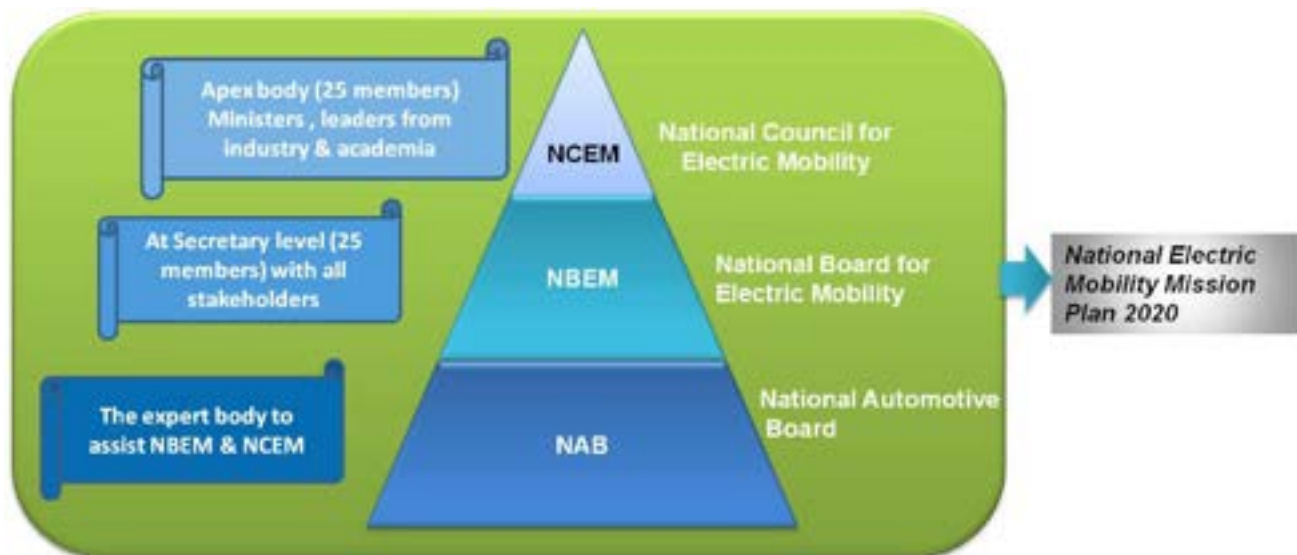 Apex body (25 members)
Ministers , leaders from
industry & academia
NCEM
National Council for
Electric Mobility
At Secretary level (25
members) with all
stakeholders
NBEM
National Board for
Electric Mobility
The expert body to
assist NBEM & NCEM
NAB
National Automotive
Board
National Electric
Mobility Mission
Plan 2020